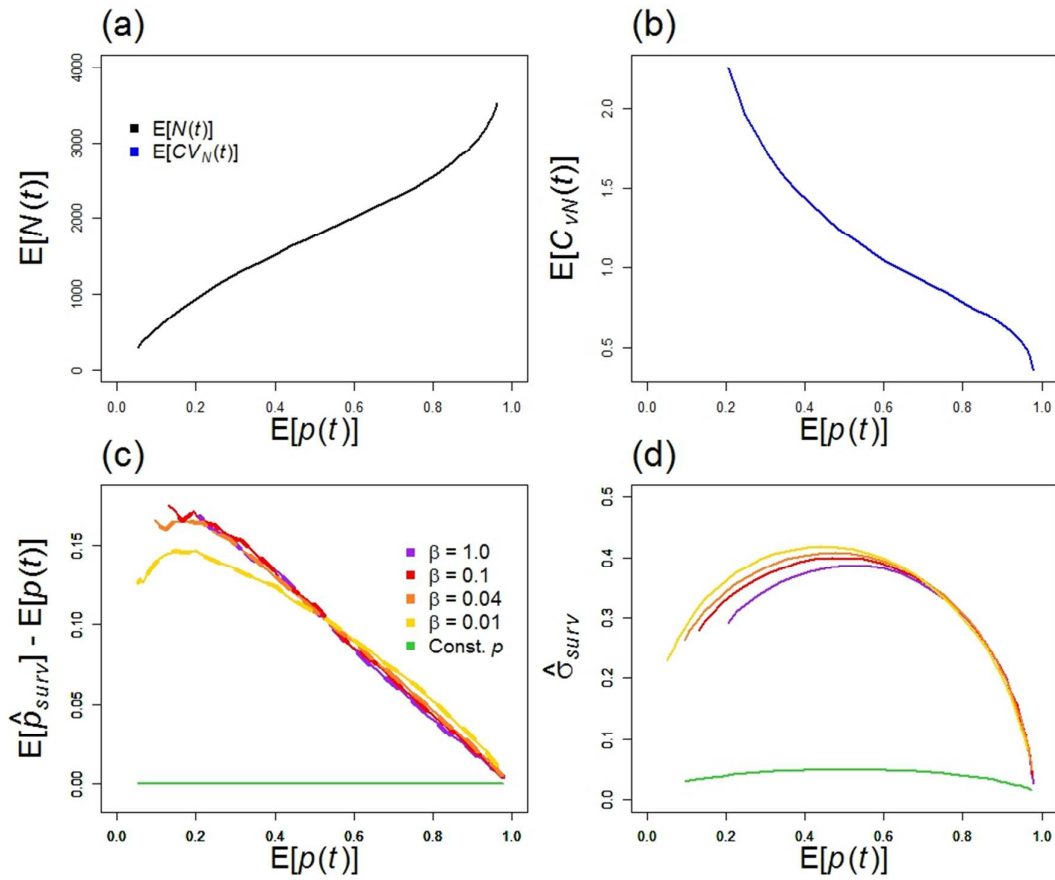 (a)
E[N(t)]
4000
3000
2000
1000
0
E[N(t)]
E[CV_N(t)]
0.0 0.2 0.4 0.6 0.8 1.0
E[p(t)]
(b)
E[C_vN(t)]
2.0
1.5
1.0
0.5
0.0 0.2 0.4 0.6 0.8 1.0
E[p(t)]
(c)
E[p̂_surv] - E[p(t)]
0.15
0.10
0.05
0.00
β = 1.0
β = 0.1
β = 0.04
β = 0.01
Const. p
0.0 0.2 0.4 0.6 0.8 1.0
E[p(t)]
(d)
σ̂_surv
0.5
0.4
0.3
0.2
0.1
0.0
0.0 0.2 0.4 0.6 0.8 1.0
E[p(t)]